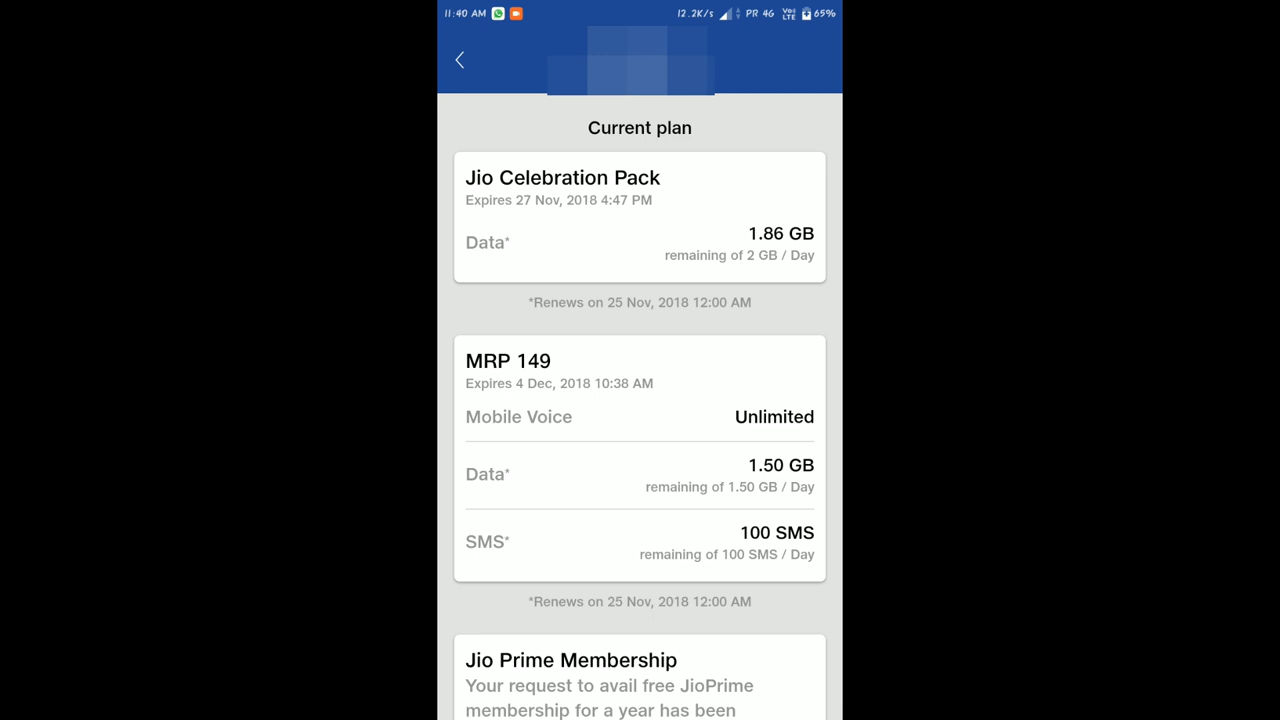 11:40 AM 12.2K/s PR 4G VoLTE 65%
Current plan
Jio Celebration Pack
Expires 27 Nov, 2018 4:47 PM
Data* 1.86 GB
remaining of 2 GB / Day
*Renews on 25 Nov, 2018 12:00 AM
MRP 149
Expires 4 Dec, 2018 10:38 AM
Mobile Voice Unlimited
Data* 1.50 GB
remaining of 1.50 GB / Day
SMS* 100 SMS
remaining of 100 SMS / Day
*Renews on 25 Nov, 2018 12:00 AM
Jio Prime Membership
Your request to avail free JioPrime
membership for a year has been